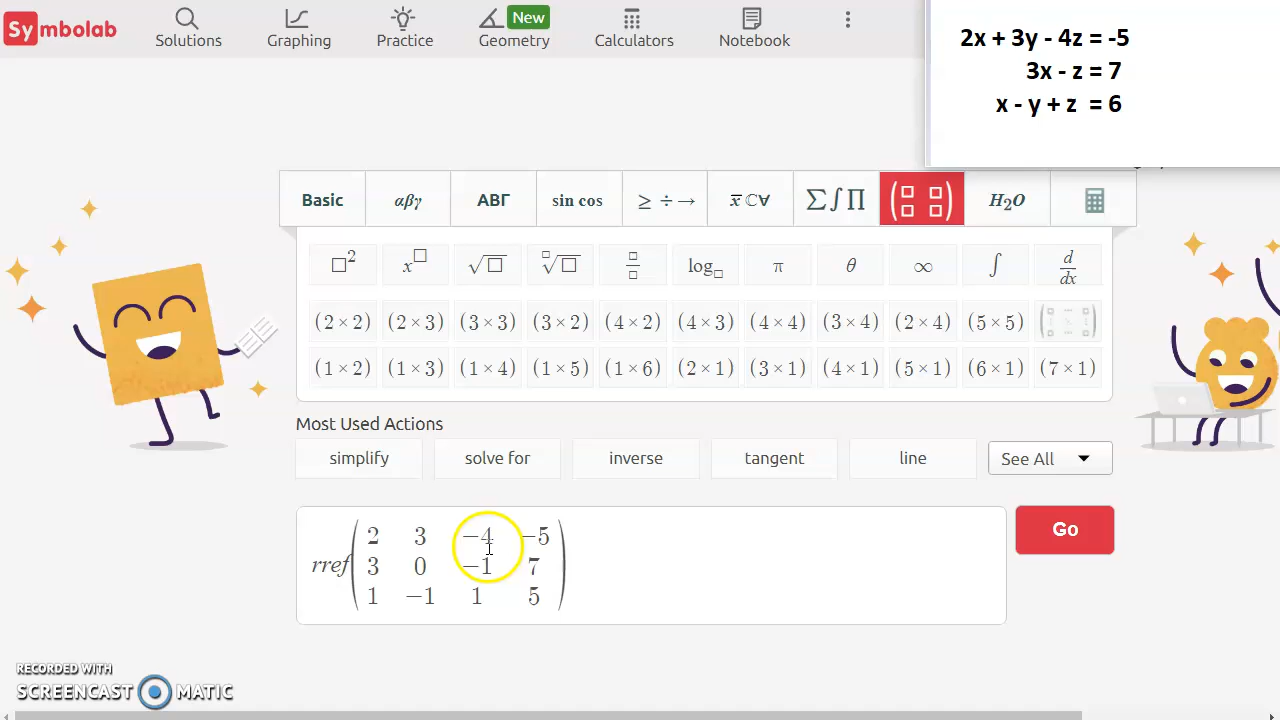 Symbolab
Solutions
Graphing
Practice
New
Geometry
Calculators
Notebook
2x + 3y - 4z = -5
3x - z = 7
x - y + z = 6
Basic αβγ ΑΒΓ sin cos ≥ ÷ → x̅ ℂ∀ ∑ ∫ ∏ (□ □ □ □) H₂O
□² x^□ √□ □√□ □/□ log□ π θ ∞ ∫ d/dx
(2 × 2) (2 × 3) (3 × 3) (3 × 2) (4 × 2) (4 × 3) (4 × 4) (3 × 4) (2 × 4) (5 × 5)
(1 × 2) (1 × 3) (1 × 4) (1 × 5) (1 × 6) (2 × 1) (3 × 1) (4 × 1) (5 × 1) (6 × 1) (7 × 1)
Most Used Actions
simplify solve for inverse tangent line See All
2 3 −4 −5
rref 3 0 −1 7
1 −1 1 5
Go
RECORDED WITH
SCREENCAST MATIC